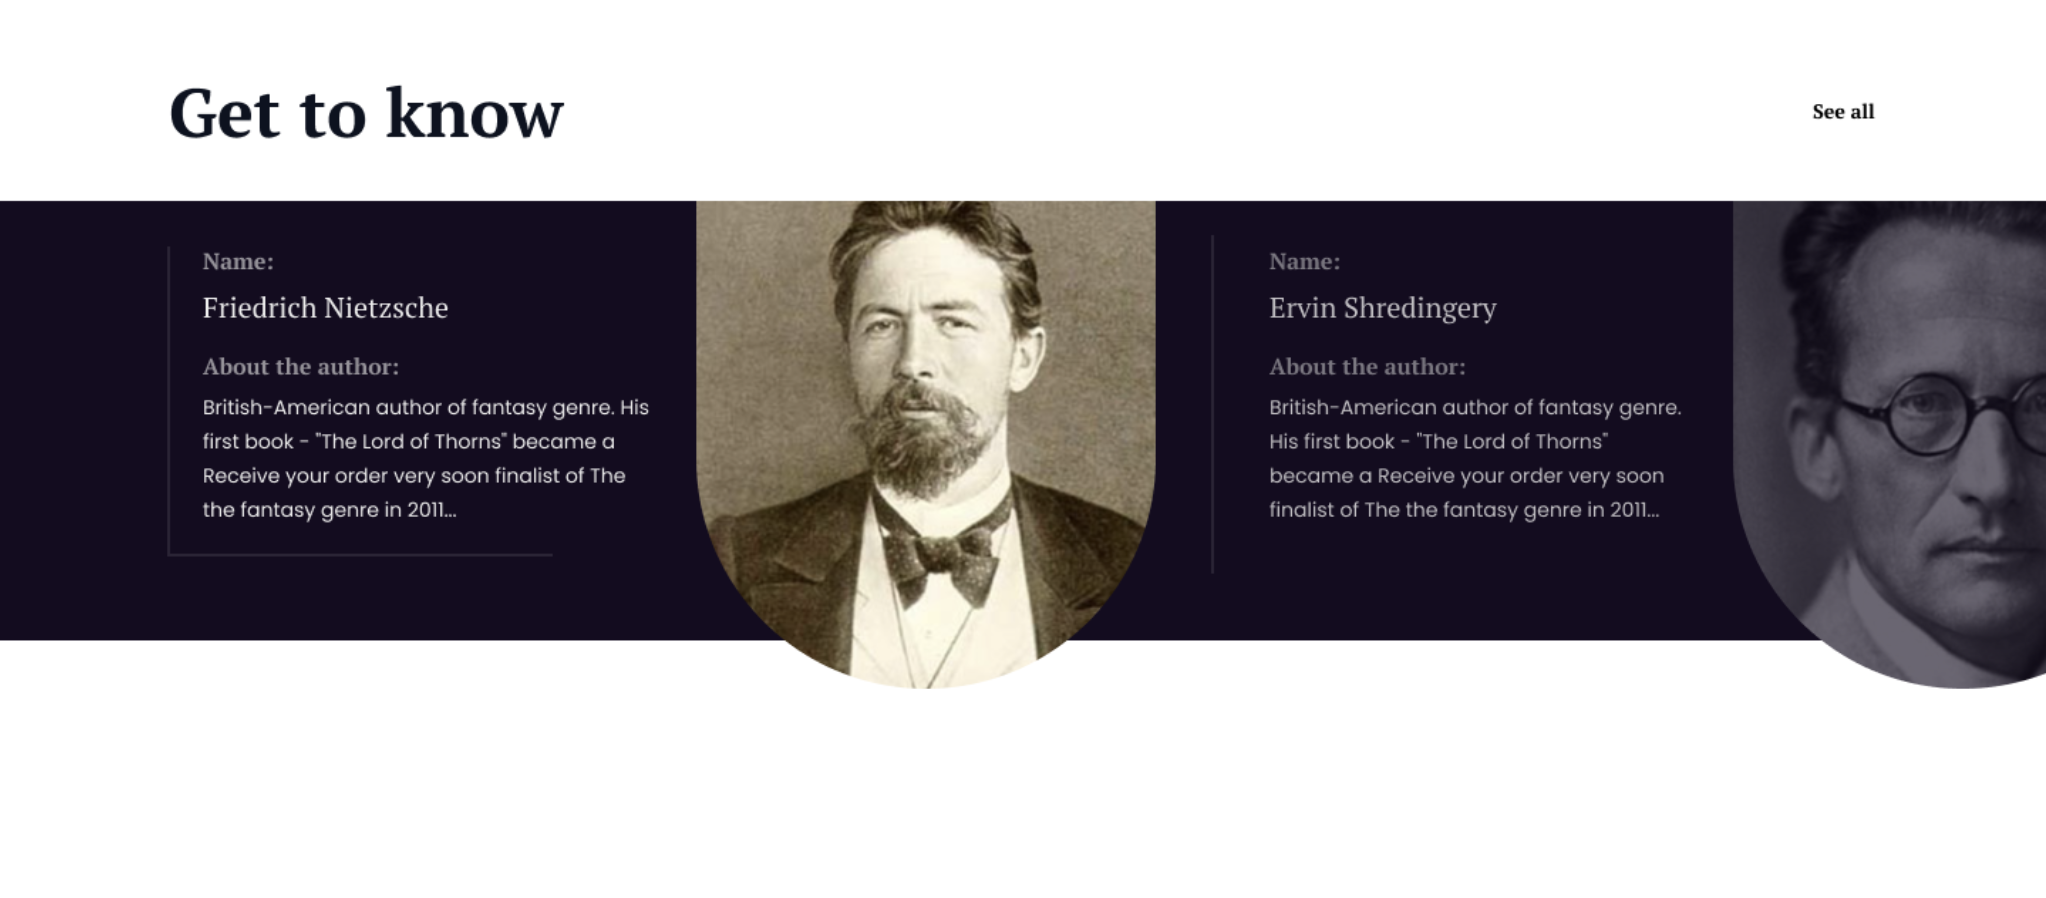 Get to know
See all
Name:
Friedrich Nietzsche
About the author:
British-American author of fantasy genre. His
first book - "The Lord of Thorns" became a
Receive your order very soon finalist of The
the fantasy genre in 2011...
Name:
Ervin Shredingery
About the author:
British-American author of fantasy genre.
His first book - "The Lord of Thorns"
became a Receive your order very soon
finalist of The the fantasy genre in 2011...